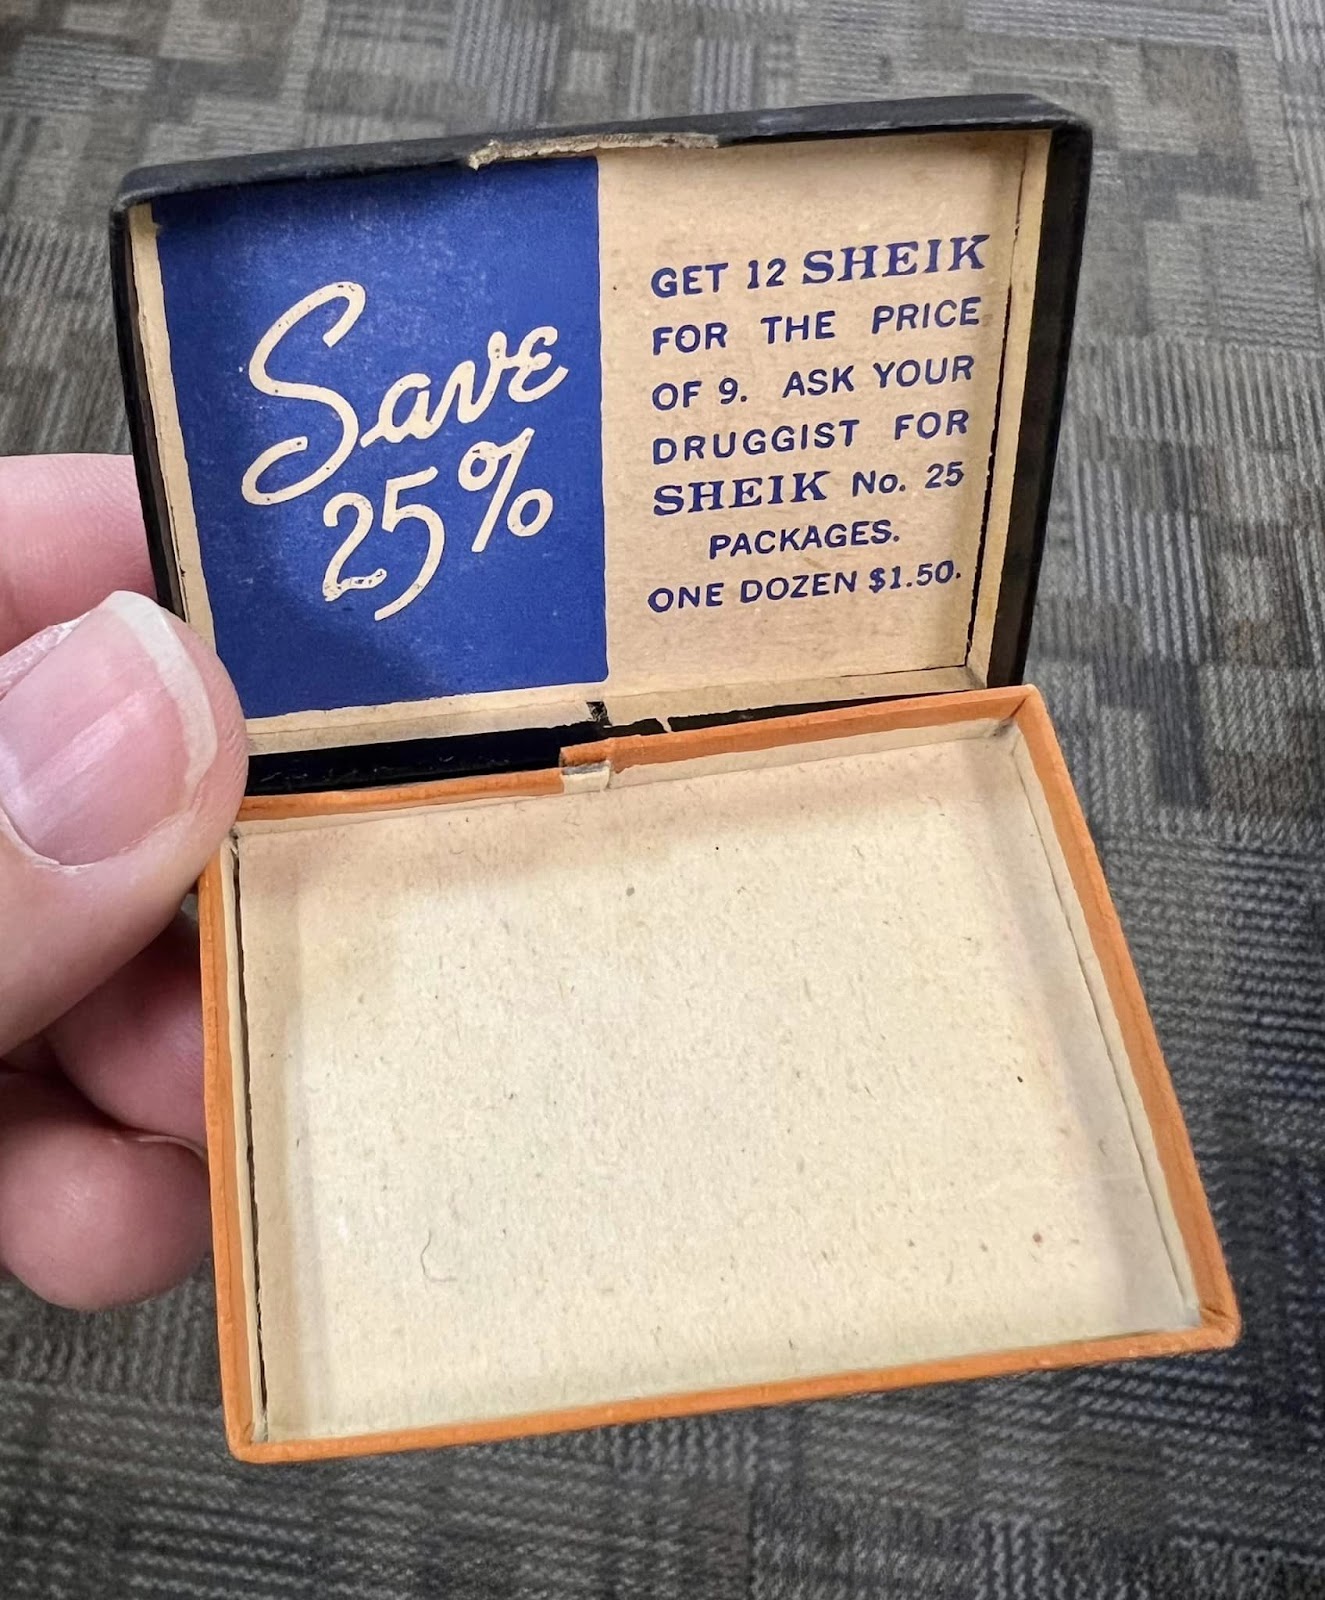 Save
25%
GET 12 SHEIK
FOR THE PRICE
OF 9. ASK YOUR
DRUGGIST FOR
SHEIK No. 25
PACKAGES.
ONE DOZEN $1.50.